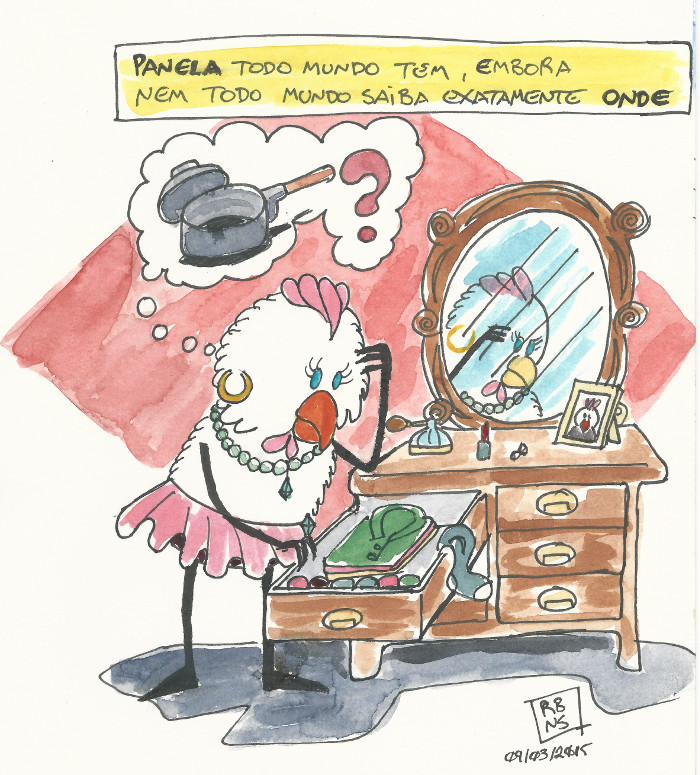 PANELA TODO MUNDO TEM, EMBORA
NEM TODO MUNDO SAIBA EXATAMENTE ONDE
RB
NS
09/03/2015